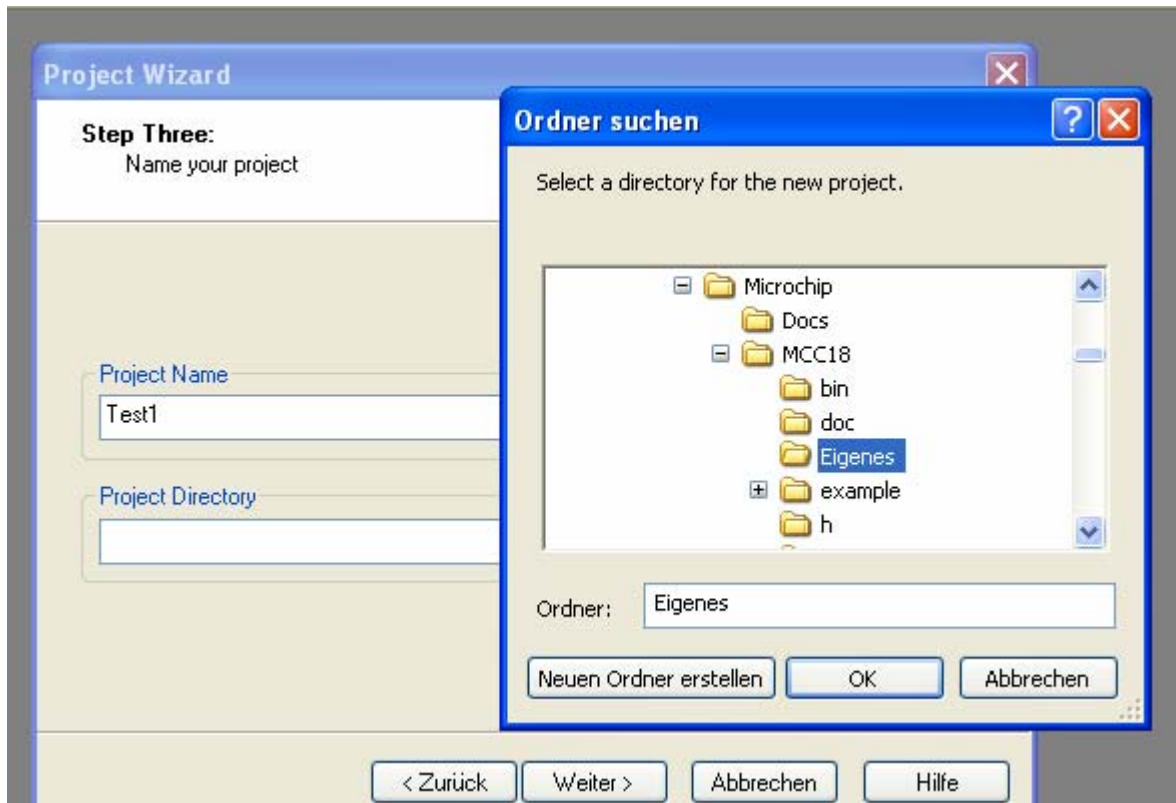 Project Wizard
Step Three:
Name your project
Project Name
Test1
Project Directory
Ordner suchen
Select a directory for the new project.
Microchip
Docs
MCC18
bin
doc
Eigenes
example
h
Ordner: Eigenes
Neuen Ordner erstellen OK Abbrechen
< Zurück Weiter > Abbrechen Hilfe